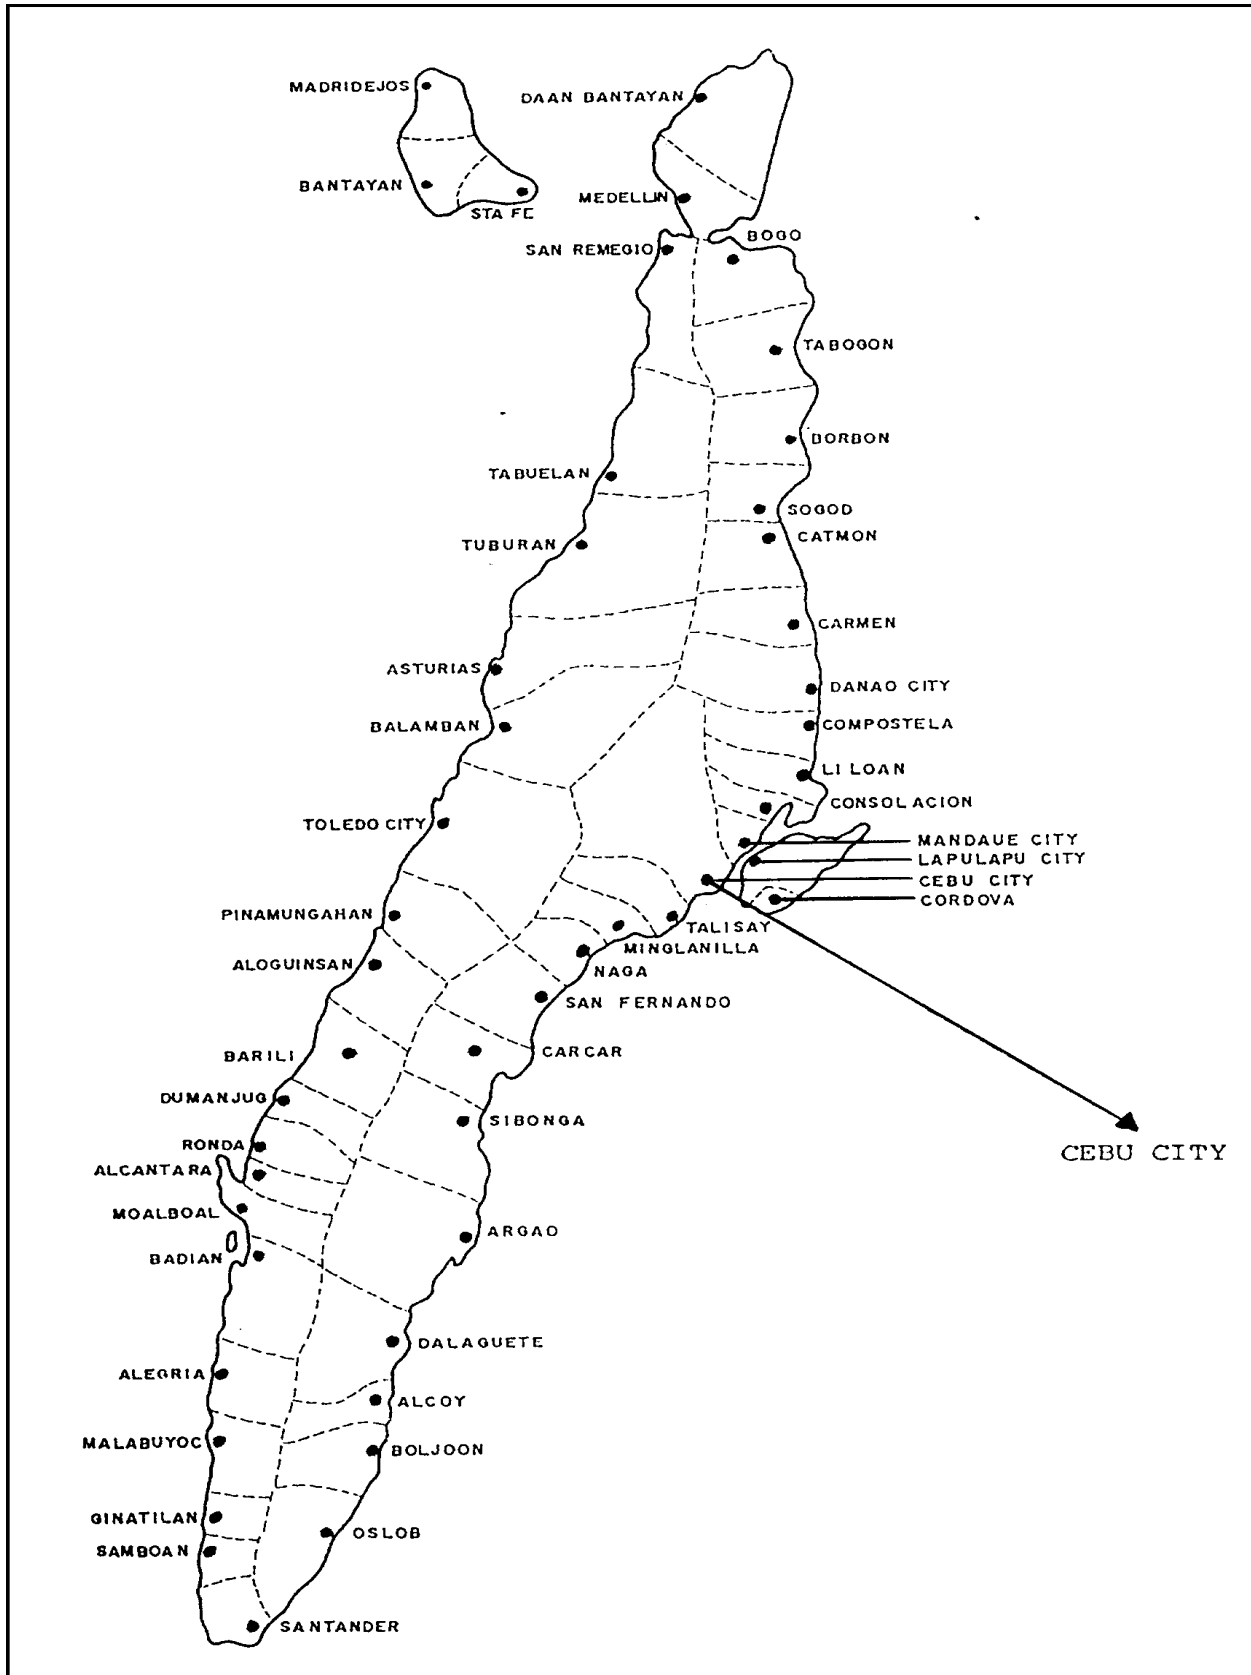 MADRIDEJOS
DAAN BANTAYAN
BANTAYAN
STA FE
MEDELLIN
BOGO
SAN REMEGIO
TABOGON
BORBON
TABUELAN
SOGOD
CATMON
TUBURAN
CARMEN
ASTURIAS
DANAO CITY
BALAMBAN
COMPOSTELA
LILOAN
CONSOLACION
TOLEDO CITY
MANDAUE CITY
LAPULAPU CITY
CEBU CITY
CORDOVA
PINAMUNGAHAN
TALISAY
MINGLANILLA
ALOGUINSAN
NAGA
SAN FERNANDO
BARILI
CARCAR
DUMANJUG
SIBONGA
RONDA
CEBU CITY
ALCANTARA
MOALBOAL
ARGAO
BADIAN
DALAGUETE
ALEGRIA
ALCOY
MALABUYOC
BOLJOON
GINATILAN
OSLOB
SAMBOAN
SANTANDER